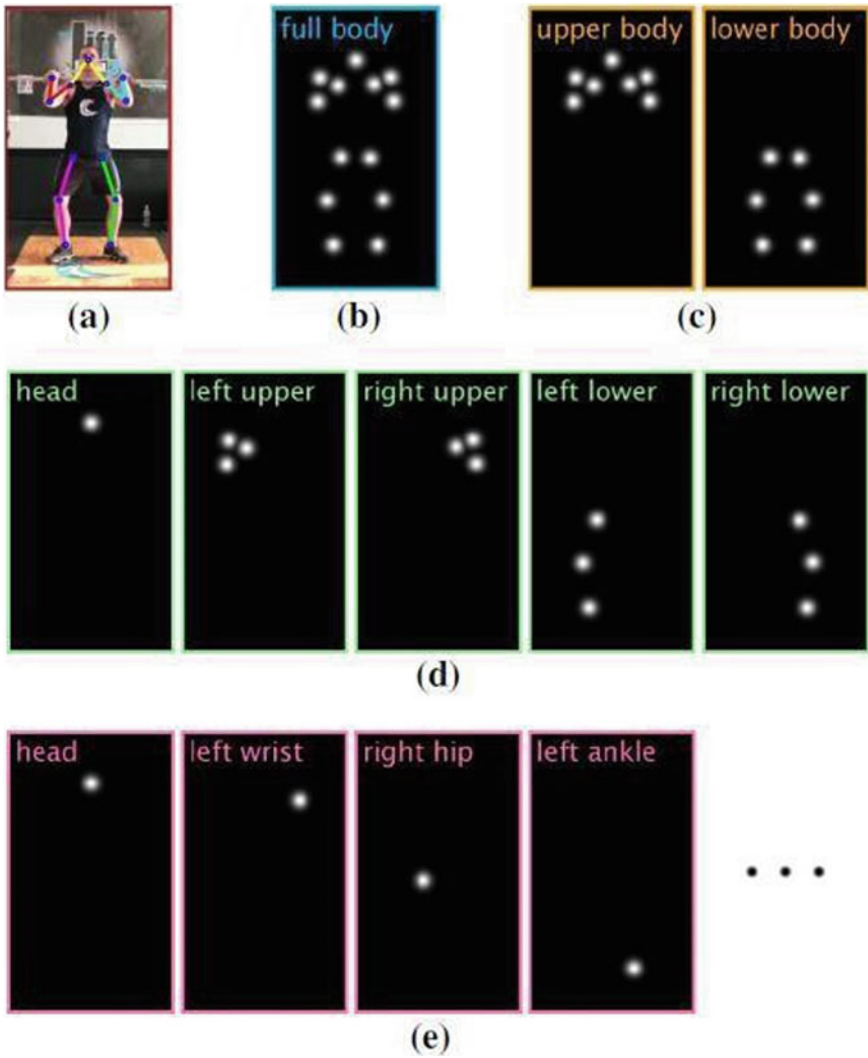 full body
upper body
lower body
(a)
(b)
(c)
head
left upper
right upper
left lower
right lower
(d)
head
left wrist
right hip
left ankle
(e)